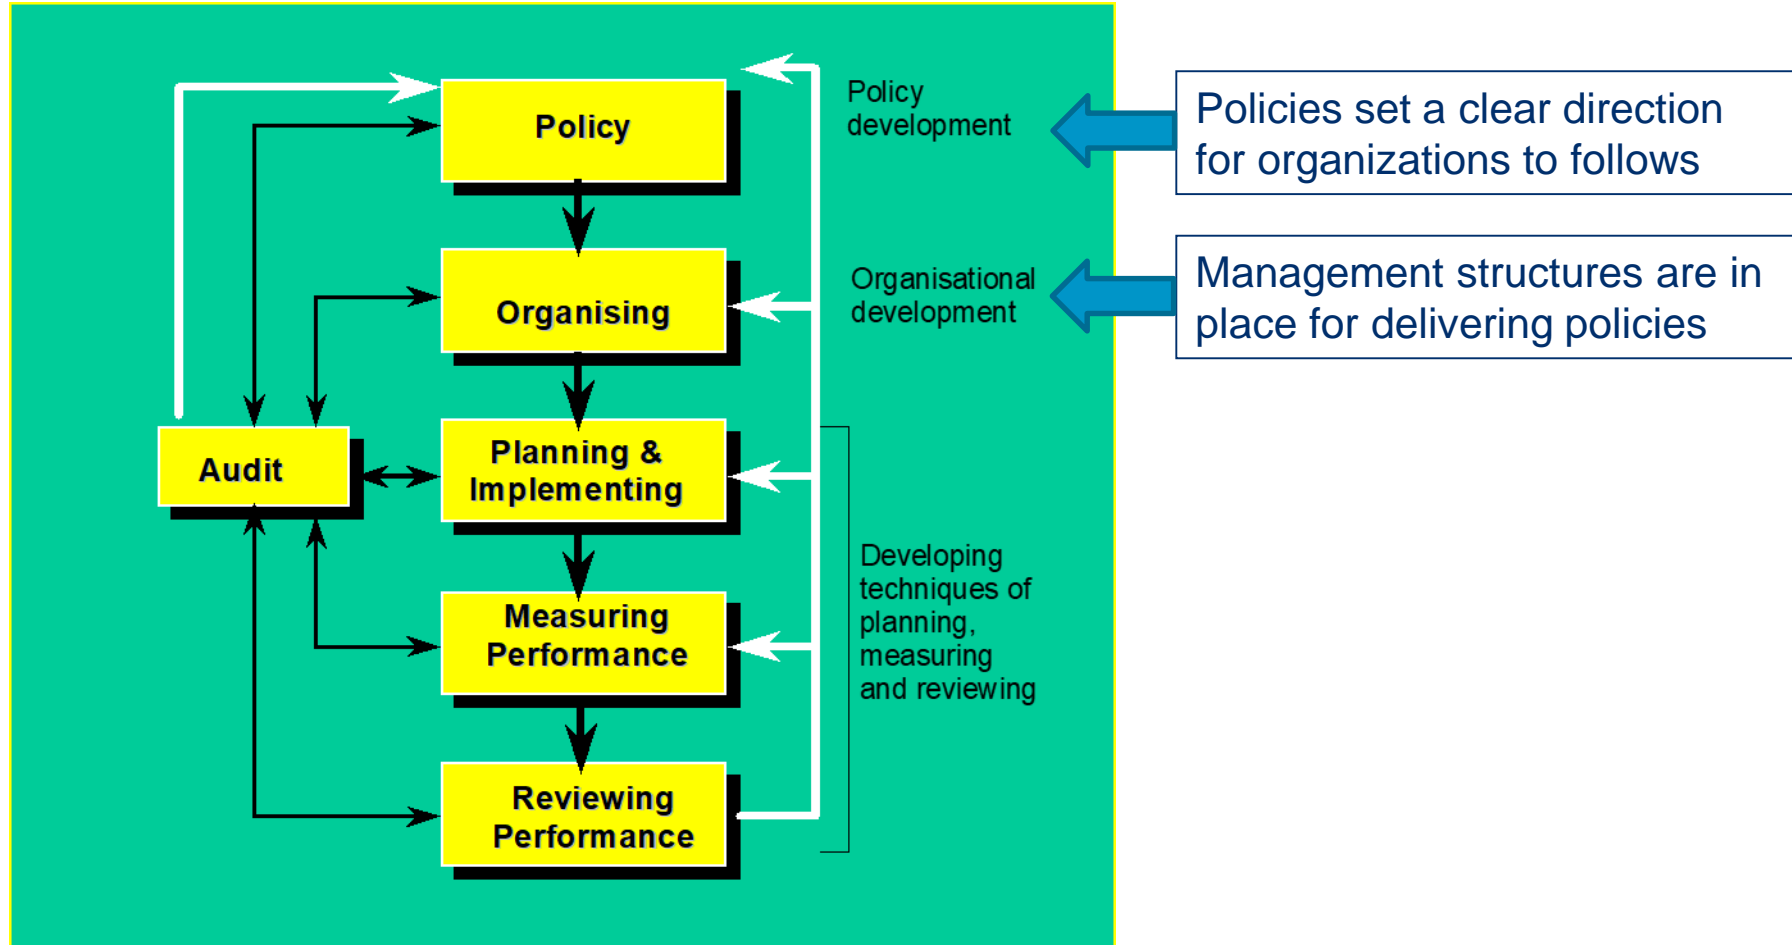 Policy
Organising
Audit
Planning &
Implementing
Measuring
Performance
Reviewing
Performance
Policy
development
Organisational
development
Developing
techniques of
planning,
measuring
and reviewing
Policies set a clear direction
for organizations to follows
Management structures are in
place for delivering policies